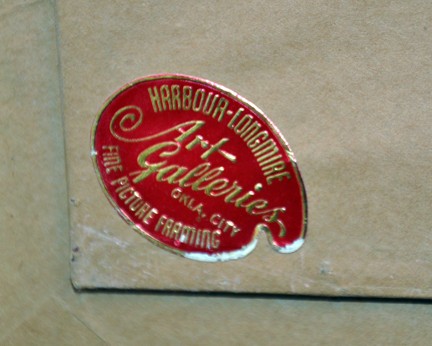 HARBOUR-LONGMIRE
Art
Galleries
OKLA. CITY
FINE PICTURE FRAMING